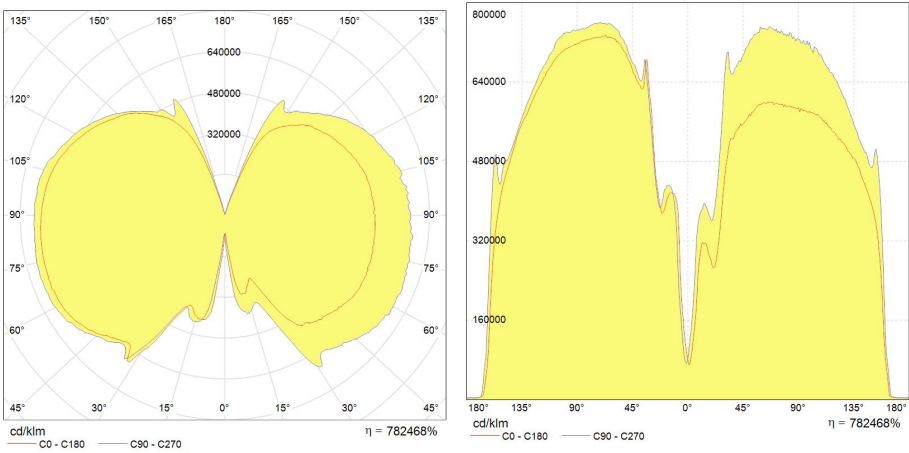 135° 150° 165° 180° 165° 150° 135°
640000
480000
320000
120° 120°
105° 105°
90° 90°
75° 75°
60° 60°
45° 30° 15° 0° 15° 30° 45°
cd/klm
η = 782468%
C0 - C180 C90 - C270
800000
640000
480000
320000
160000
180° 135° 90° 45° 0° 45° 90° 135° 180°
cd/klm
η = 782468%
C0 - C180 C90 - C270